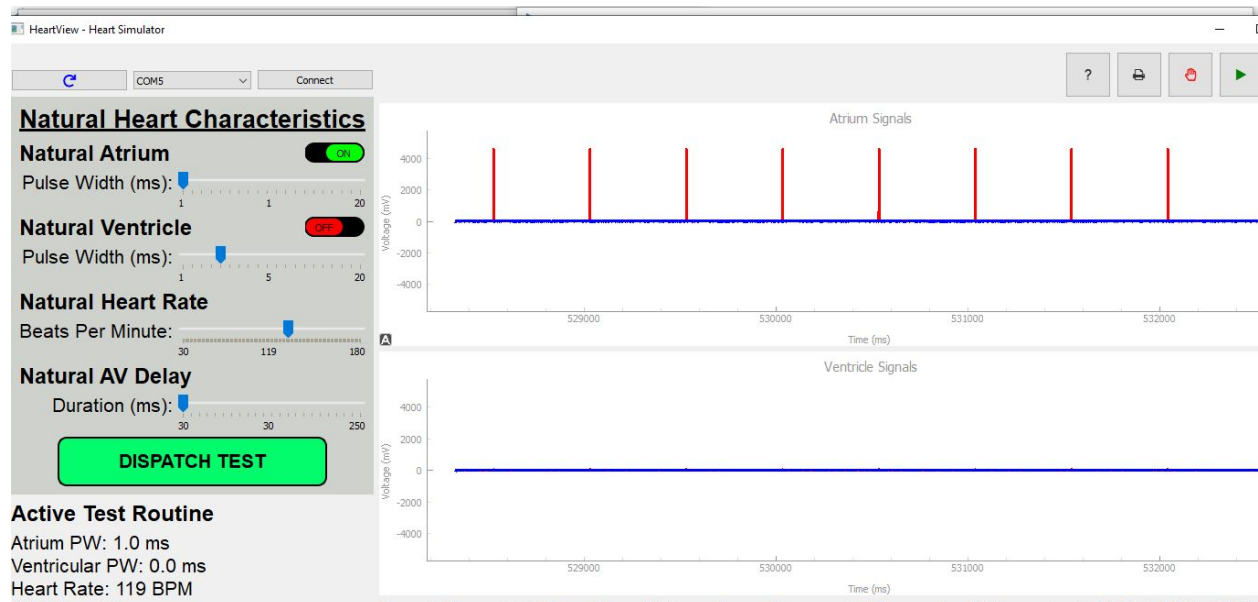 HeartView - Heart Simulator
COM5 Connect ?
Natural Heart Characteristics
Natural Atrium ON
Pulse Width (ms):
1 1 20
Natural Ventricle OFF
Pulse Width (ms):
1 5 20
Natural Heart Rate
Beats Per Minute:
30 119 180
Natural AV Delay
Duration (ms):
30 30 250
DISPATCH TEST
Active Test Routine
Atrium PW: 1.0 ms
Ventricular PW: 0.0 ms
Heart Rate: 119 BPM
Atrium Signals
Voltage (mV)
4000
2000
0
-2000
-4000
529000 530000 531000 532000
Time (ms)
A
Ventricle Signals
Voltage (mV)
4000
2000
0
-2000
-4000
529000 530000 531000 532000
Time (ms)